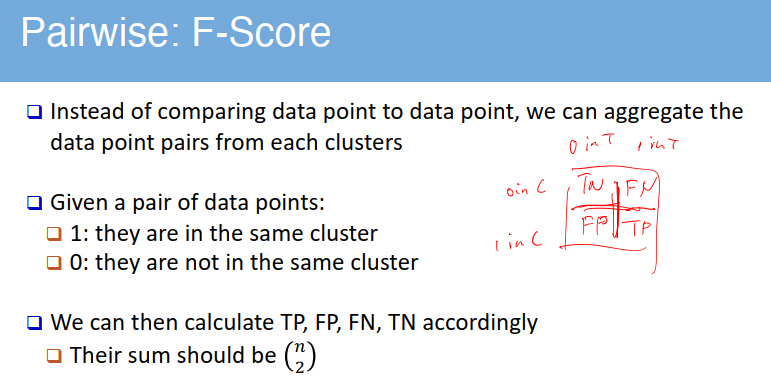 Pairwise: F-Score
Instead of comparing data point to data point, we can aggregate the
data point pairs from each clusters
0 in T 1 in T
0 in C TN FN
1 in C FP TP
Given a pair of data points:
1: they are in the same cluster
0: they are not in the same cluster
We can then calculate TP, FP, FN, TN accordingly
Their sum should be (n 2)